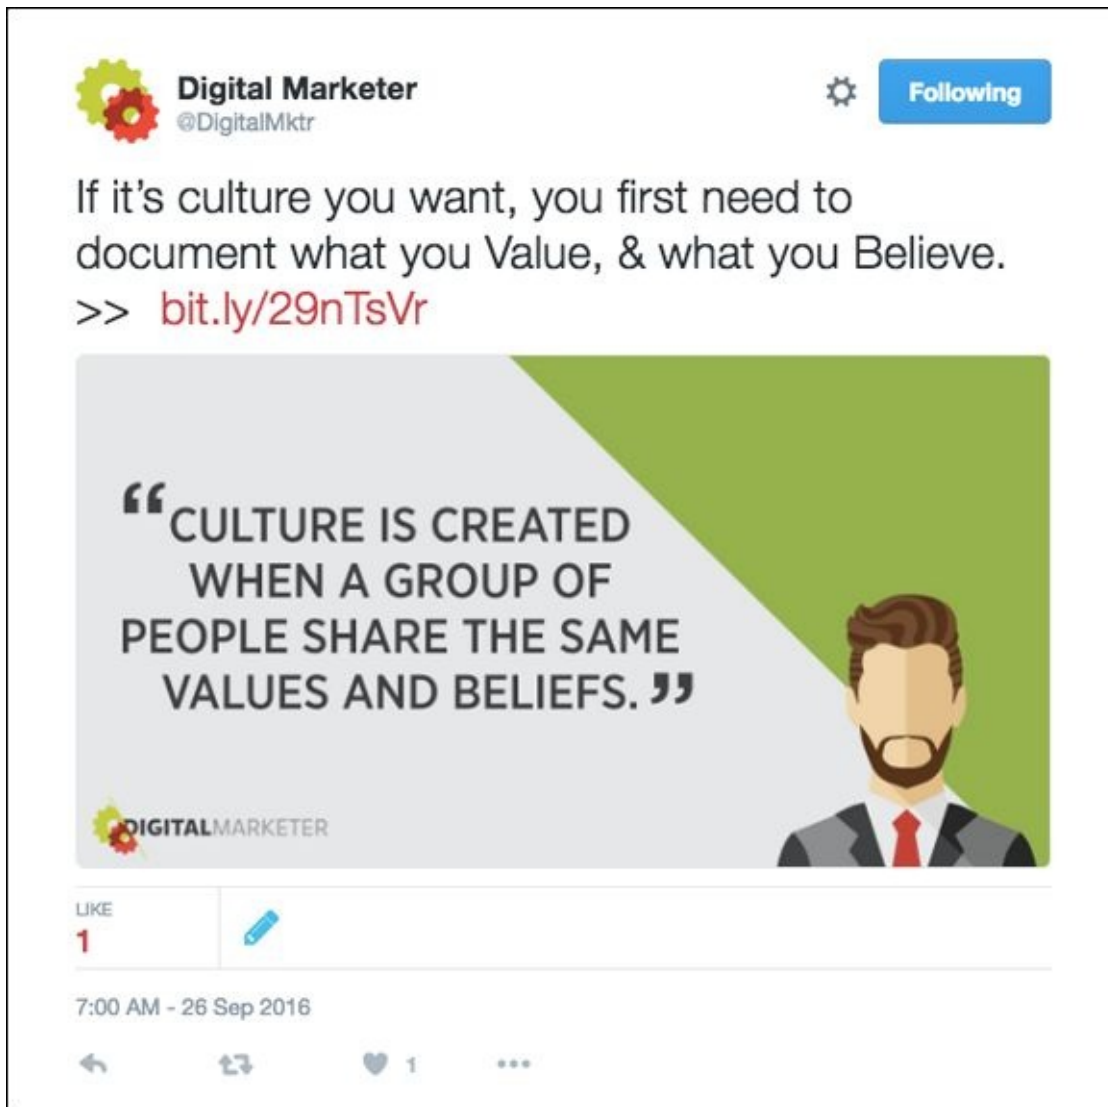 Digital Marketer
@DigitalMktr
Following
If it’s culture you want, you first need to
document what you Value, & what you Believe.
>> bit.ly/29nTsVr
“CULTURE IS CREATED
WHEN A GROUP OF
PEOPLE SHARE THE SAME
VALUES AND BELIEFS.”
DIGITALMARKETER
LIKE
1
7:00 AM - 26 Sep 2016
1